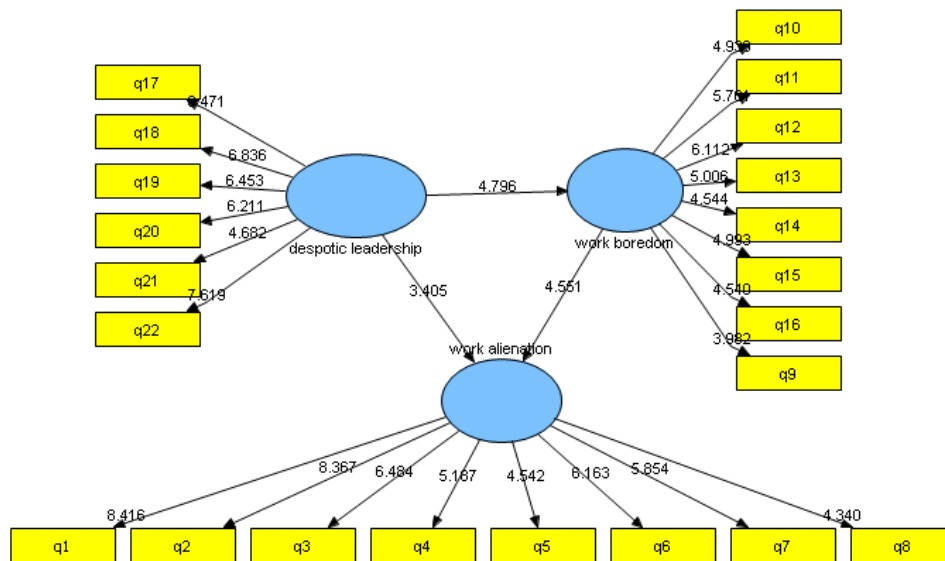 q10
q11
q17
q12
q18
6.112
6.836
q13
5.006
q19
6.453
4.796
4.544
q14
6.211
q20
4.682
4.993
despotic leadership
work boredom
q15
q21
7.619
3.405
4.551
4.540
q16
q22
3.982
work alienation
q9
8.367
6.484
4.542
6.163
5.854
8.416
4.340
q1
q2
q3
q4
q5
q6
q7
q8